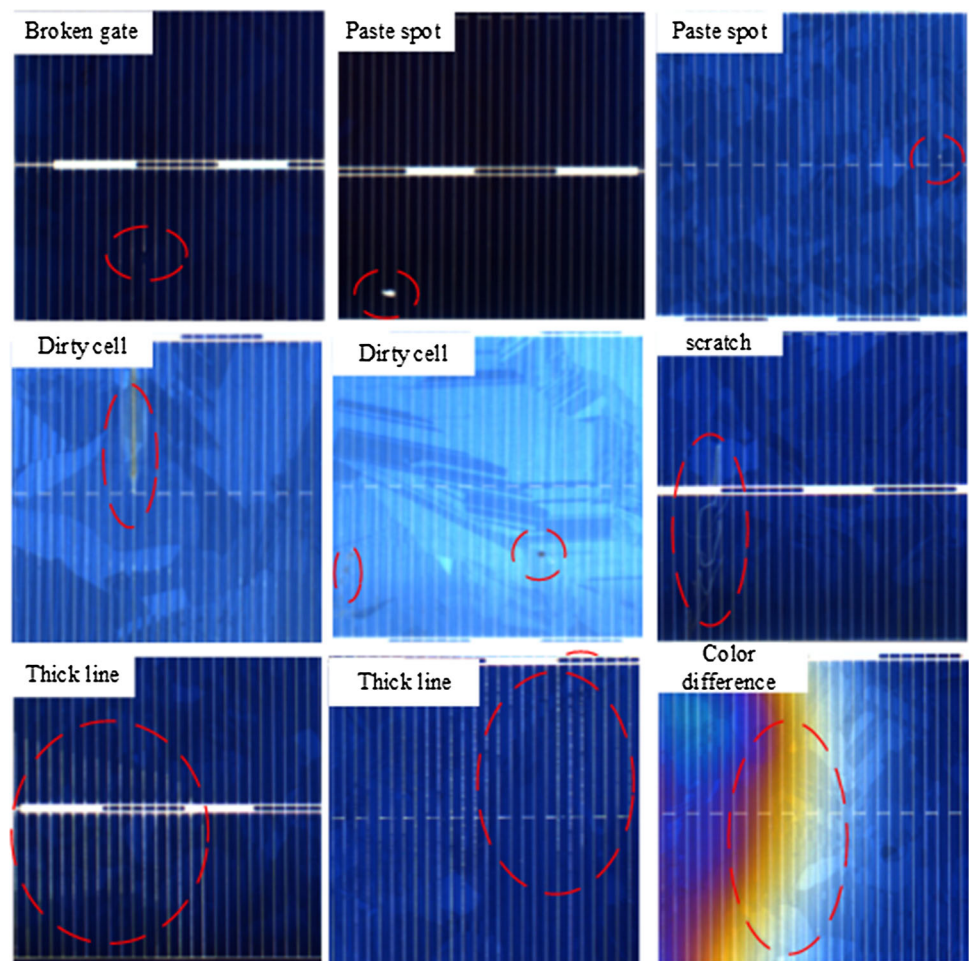 Broken gate
Paste spot
Paste spot
Dirty cell
Dirty cell
scratch
Thick line
Thick line
Color
difference